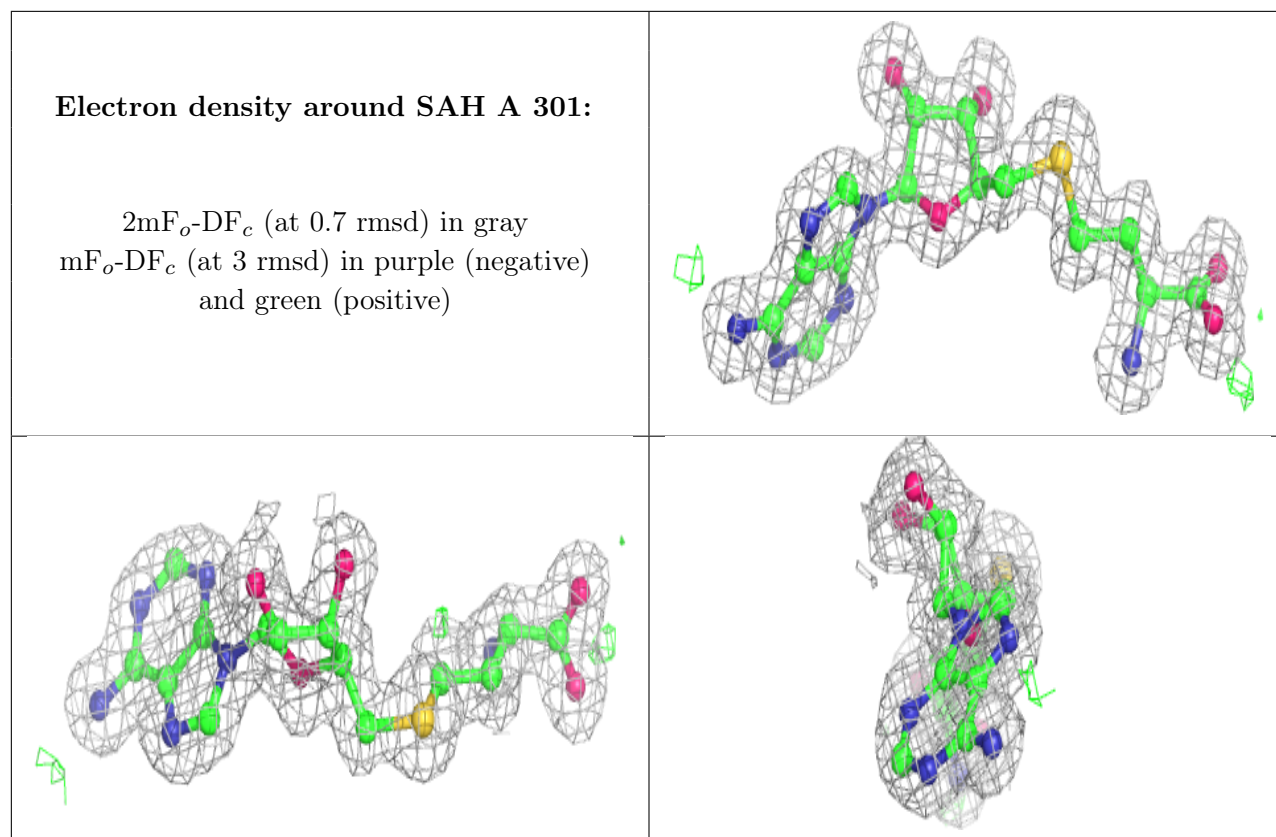 Electron density around SAH A 301:
2mFₒ-DF𝒸 (at 0.7 rmsd) in gray
mFₒ-DF𝒸 (at 3 rmsd) in purple (negative)
and green (positive)